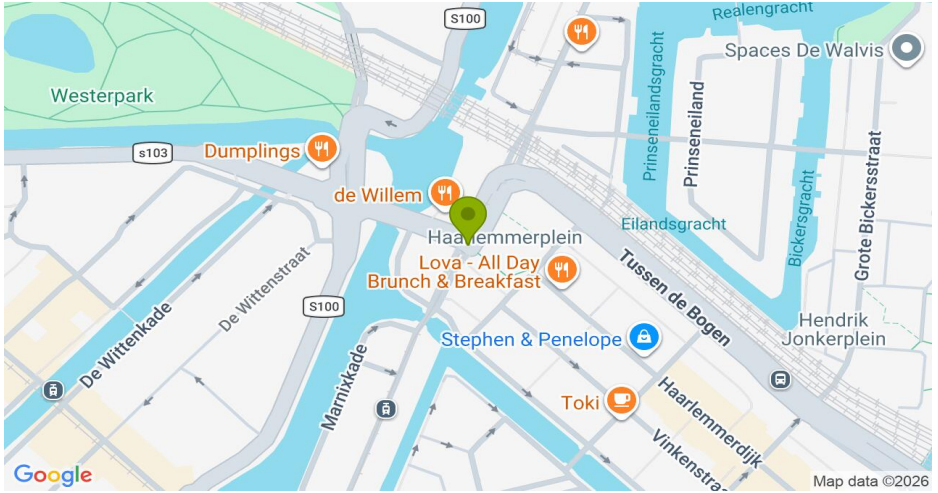 S100
Realengracht
Spaces De Walvis
Westerpark
Prinseneilandsgracht
Prinseneiland
s103
Dumplings
Grote Bickersstraat
de Willem
Eilandsgracht
Bickersgracht
Haarlemmerplein
Lova - All Day
Brunch & Breakfast
Tussen de Bogen
De Wittenstraat
S100
De Wittenkade
Hendrik
Jonkerplein
Stephen & Penelope
Marnixkade
Toki
Haarlemmerdijk
Vinkenstraat
Google
Map data ©2026